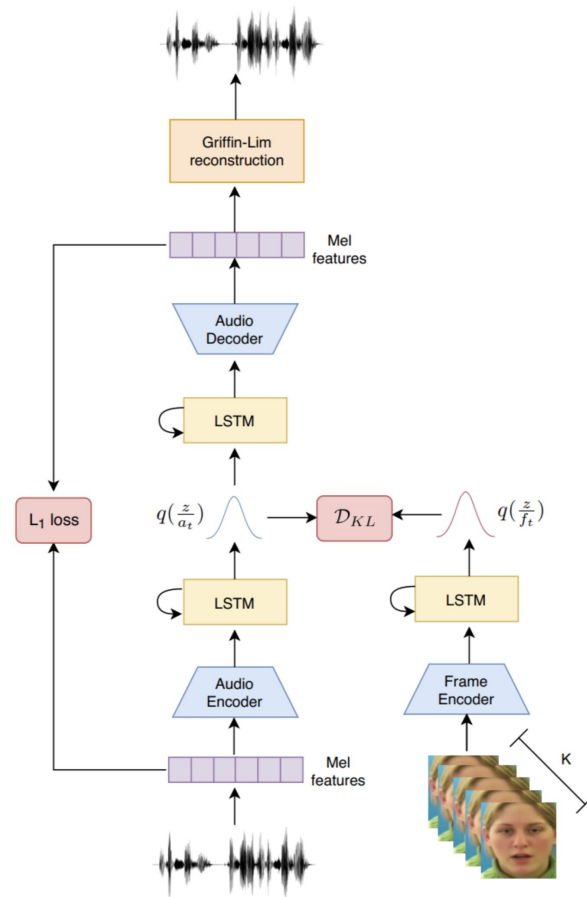 Griffin-Lim
reconstruction
Mel
features
Audio
Decoder
LSTM
L₁ loss
q(z/aₜ)
𝒟_KL
q(z/fₜ)
LSTM
LSTM
Audio
Encoder
Frame
Encoder
Mel
features
K